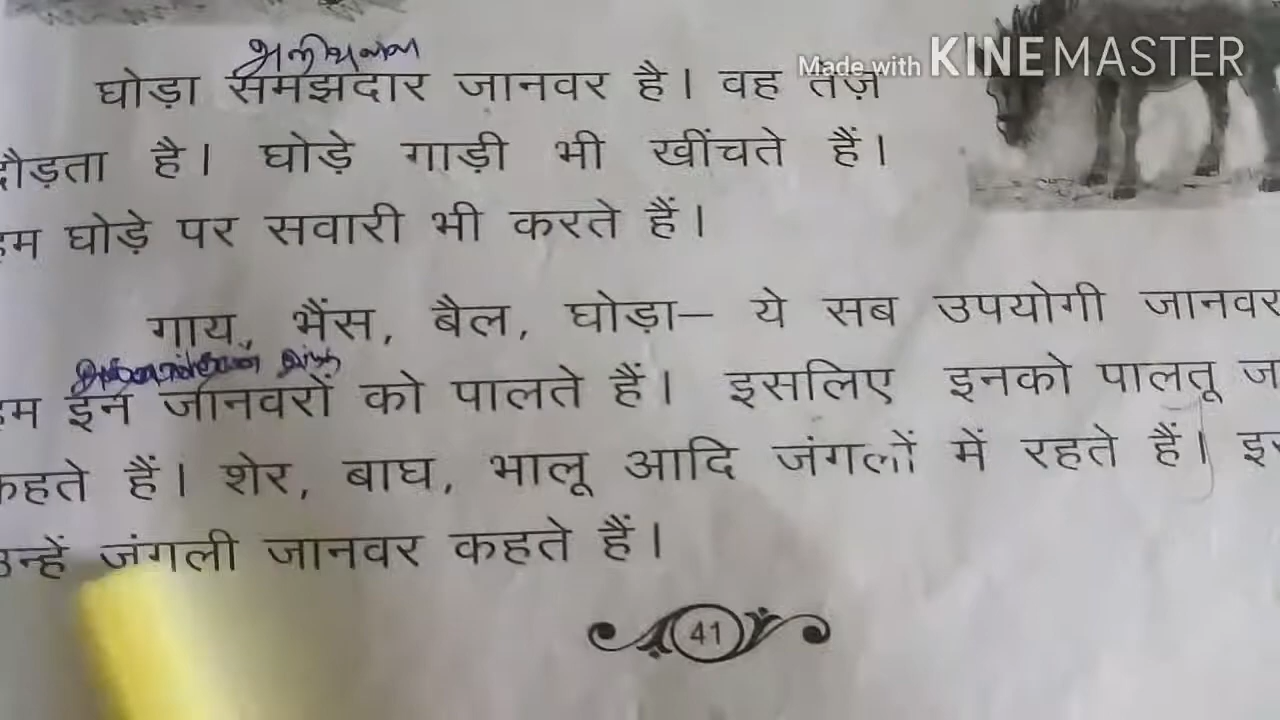 घोड़ा समझदार जानवर है। वह तेज़
दौड़ता है। घोड़े गाड़ी भी खींचते हैं।
हम घोड़े पर सवारी भी करते हैं।
गाय, भैंस, बैल, घोड़ा– ये सब उपयोगी जानवर
हम इन जानवरों को पालते हैं। इसलिए इनको पालतू
कहते हैं। शेर, बाघ, भालू आदि जंगलों में रहते हैं।
उन्हें जंगली जानवर कहते हैं।
41
Made with KINEMASTER